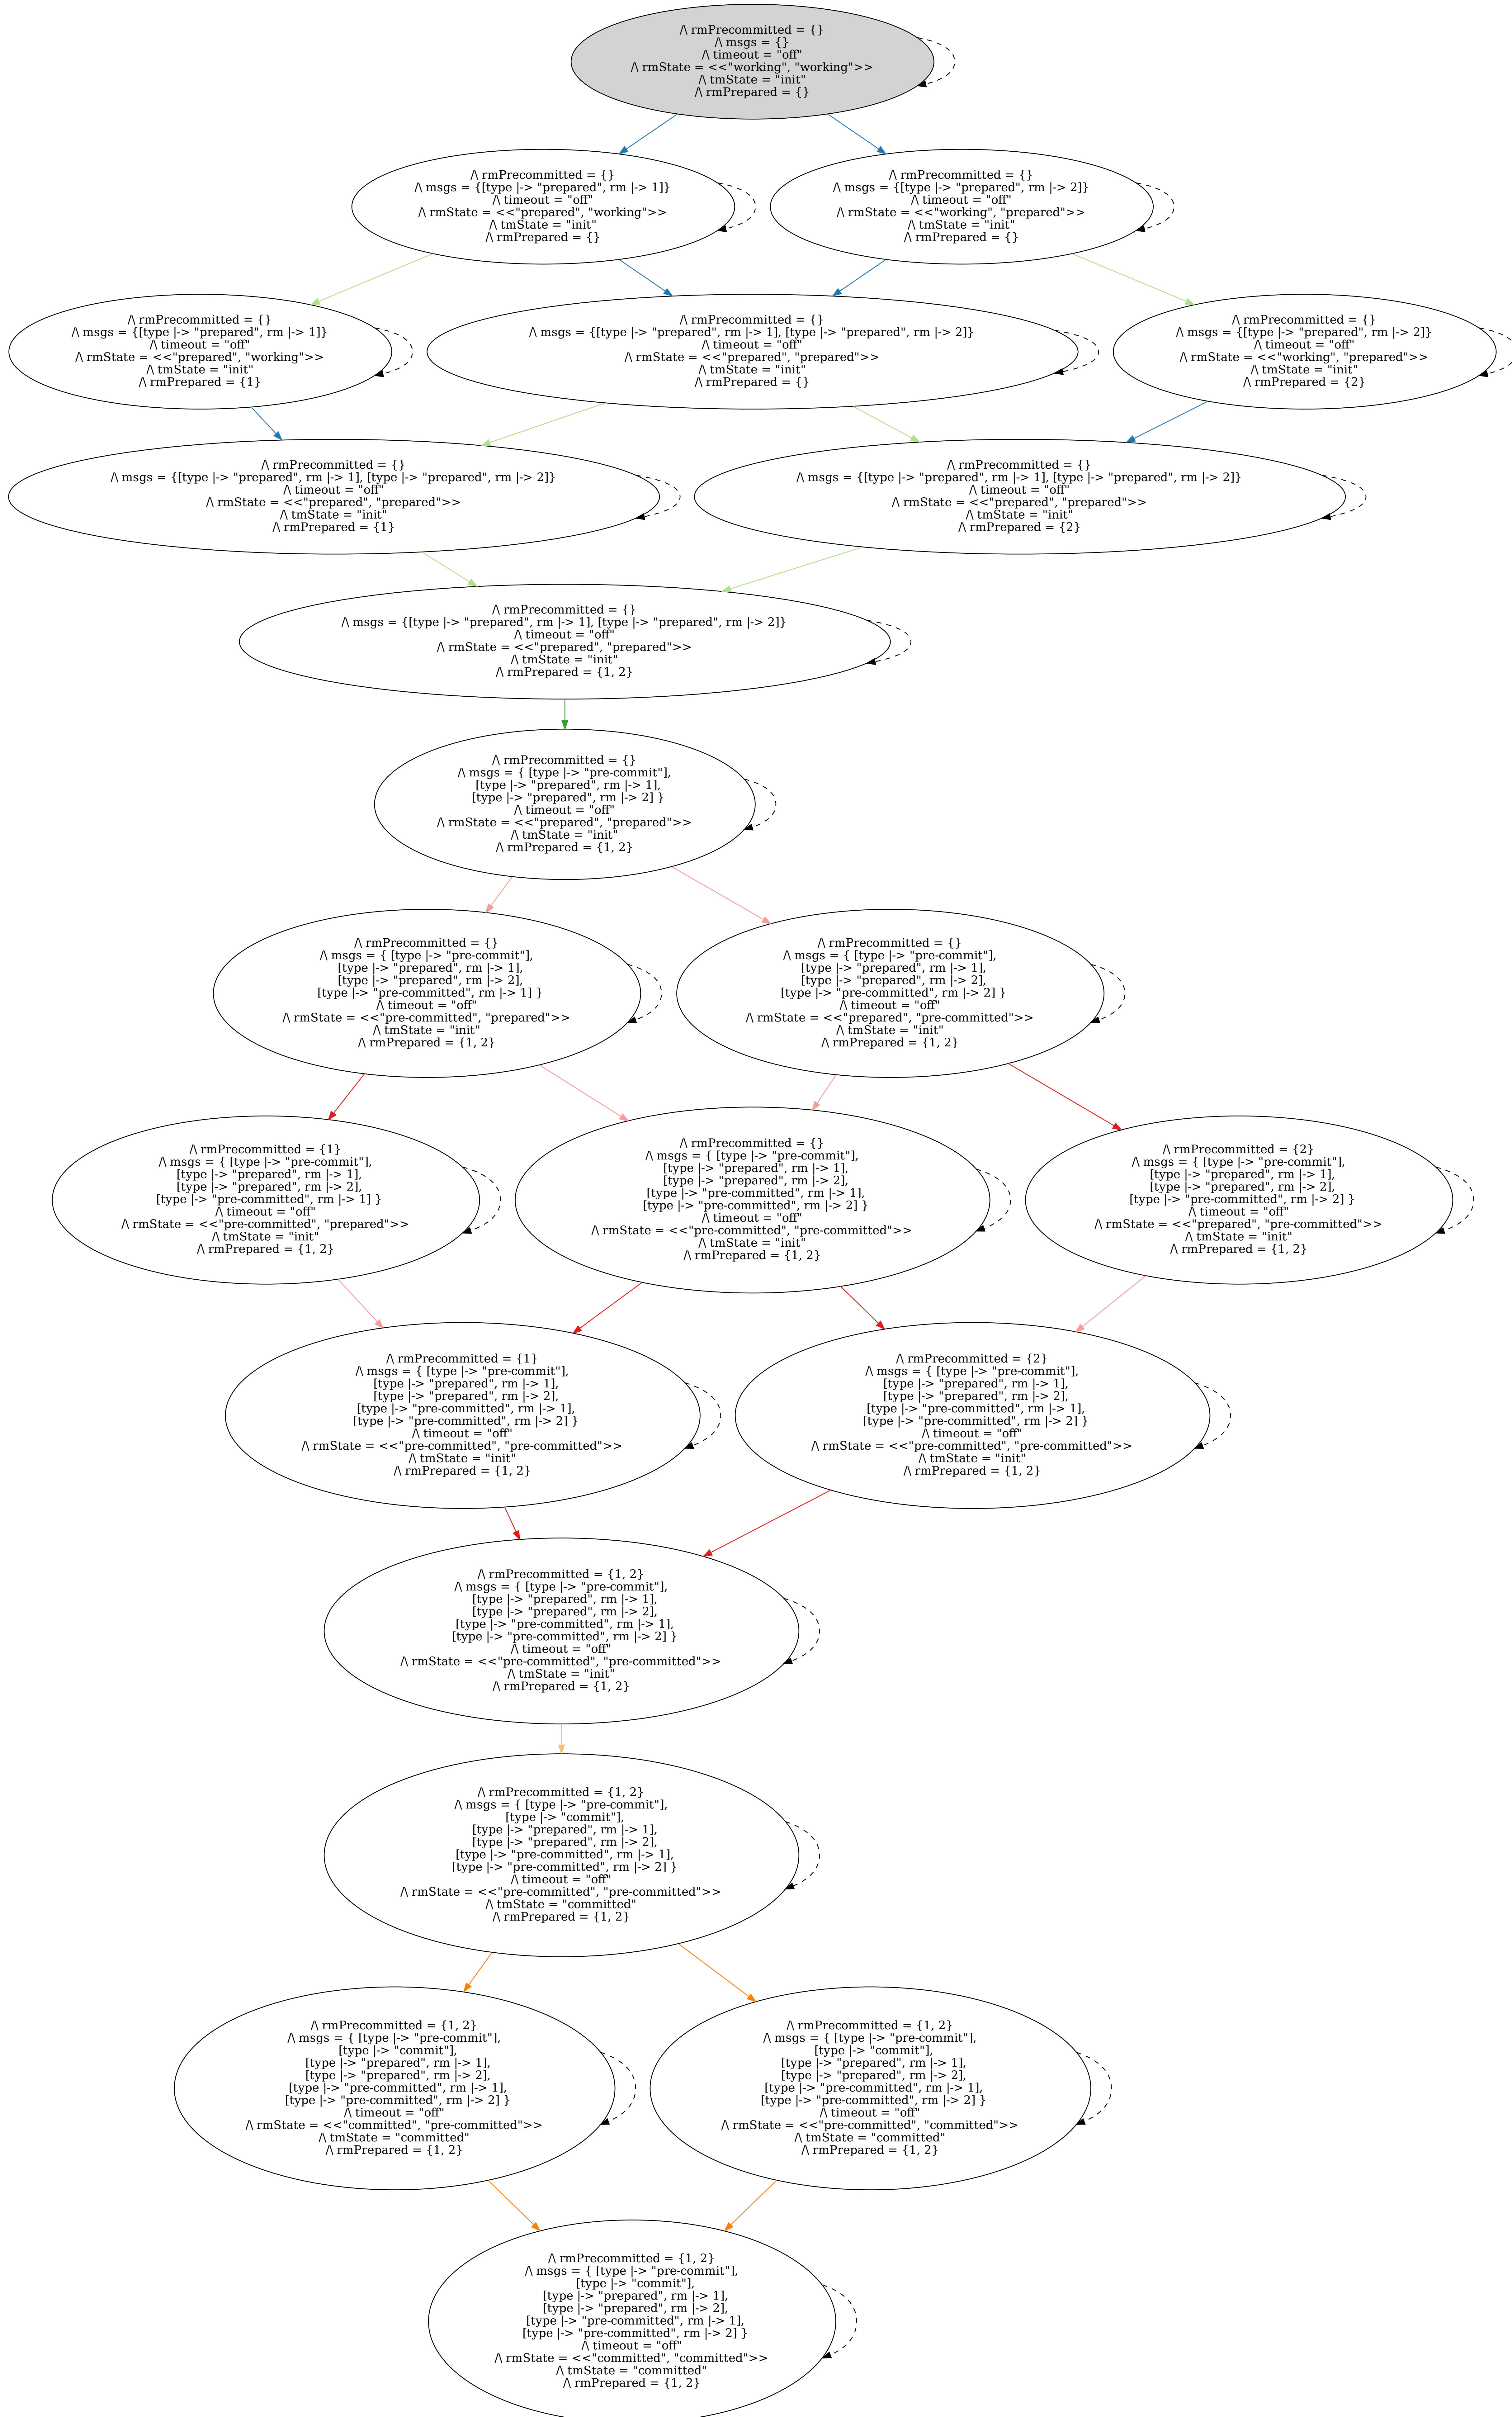 /\ rmPrecommitted = {}
/\ msgs = {}
/\ timeout = "off"
/\ rmState = <<"working", "working">>
/\ tmState = "init"
/\ rmPrepared = {}
/\ rmPrecommitted = {}
/\ msgs = {[type |-> "prepared", rm |-> 1]}
/\ timeout = "off"
/\ rmState = <<"prepared", "working">>
/\ tmState = "init"
/\ rmPrepared = {}
/\ rmPrecommitted = {}
/\ msgs = {[type |-> "prepared", rm |-> 2]}
/\ timeout = "off"
/\ rmState = <<"working", "prepared">>
/\ tmState = "init"
/\ rmPrepared = {}
/\ rmPrecommitted = {}
/\ msgs = {[type |-> "prepared", rm |-> 1]}
/\ timeout = "off"
/\ rmState = <<"prepared", "working">>
/\ tmState = "init"
/\ rmPrepared = {1}
/\ rmPrecommitted = {}
/\ msgs = {[type |-> "prepared", rm |-> 1], [type |-> "prepared", rm |-> 2]}
/\ timeout = "off"
/\ rmState = <<"prepared", "prepared">>
/\ tmState = "init"
/\ rmPrepared = {}
/\ rmPrecommitted = {}
/\ msgs = {[type |-> "prepared", rm |-> 2]}
/\ timeout = "off"
/\ rmState = <<"working", "prepared">>
/\ tmState = "init"
/\ rmPrepared = {2}
/\ rmPrecommitted = {}
/\ msgs = {[type |-> "prepared", rm |-> 1], [type |-> "prepared", rm |-> 2]}
/\ timeout = "off"
/\ rmState = <<"prepared", "prepared">>
/\ tmState = "init"
/\ rmPrepared = {1}
/\ rmPrecommitted = {}
/\ msgs = {[type |-> "prepared", rm |-> 1], [type |-> "prepared", rm |-> 2]}
/\ timeout = "off"
/\ rmState = <<"prepared", "prepared">>
/\ tmState = "init"
/\ rmPrepared = {2}
/\ rmPrecommitted = {}
/\ msgs = {[type |-> "prepared", rm |-> 1], [type |-> "prepared", rm |-> 2]}
/\ timeout = "off"
/\ rmState = <<"prepared", "prepared">>
/\ tmState = "init"
/\ rmPrepared = {1, 2}
/\ rmPrecommitted = {}
/\ msgs = { [type |-> "pre-commit"],
[type |-> "prepared", rm |-> 1],
[type |-> "prepared", rm |-> 2] }
/\ timeout = "off"
/\ rmState = <<"prepared", "prepared">>
/\ tmState = "init"
/\ rmPrepared = {1, 2}
/\ rmPrecommitted = {}
/\ msgs = { [type |-> "pre-commit"],
[type |-> "prepared", rm |-> 1],
[type |-> "prepared", rm |-> 2],
[type |-> "pre-committed", rm |-> 1] }
/\ timeout = "off"
/\ rmState = <<"pre-committed", "prepared">>
/\ tmState = "init"
/\ rmPrepared = {1, 2}
/\ rmPrecommitted = {}
/\ msgs = { [type |-> "pre-commit"],
[type |-> "prepared", rm |-> 1],
[type |-> "prepared", rm |-> 2],
[type |-> "pre-committed", rm |-> 2] }
/\ timeout = "off"
/\ rmState = <<"prepared", "pre-committed">>
/\ tmState = "init"
/\ rmPrepared = {1, 2}
/\ rmPrecommitted = {1}
/\ msgs = { [type |-> "pre-commit"],
[type |-> "prepared", rm |-> 1],
[type |-> "prepared", rm |-> 2],
[type |-> "pre-committed", rm |-> 1] }
/\ timeout = "off"
/\ rmState = <<"pre-committed", "prepared">>
/\ tmState = "init"
/\ rmPrepared = {1, 2}
/\ rmPrecommitted = {}
/\ msgs = { [type |-> "pre-commit"],
[type |-> "prepared", rm |-> 1],
[type |-> "prepared", rm |-> 2],
[type |-> "pre-committed", rm |-> 1],
[type |-> "pre-committed", rm |-> 2] }
/\ timeout = "off"
/\ rmState = <<"pre-committed", "pre-committed">>
/\ tmState = "init"
/\ rmPrepared = {1, 2}
/\ rmPrecommitted = {2}
/\ msgs = { [type |-> "pre-commit"],
[type |-> "prepared", rm |-> 1],
[type |-> "prepared", rm |-> 2],
[type |-> "pre-committed", rm |-> 2] }
/\ timeout = "off"
/\ rmState = <<"prepared", "pre-committed">>
/\ tmState = "init"
/\ rmPrepared = {1, 2}
/\ rmPrecommitted = {1}
/\ msgs = { [type |-> "pre-commit"],
[type |-> "prepared", rm |-> 1],
[type |-> "prepared", rm |-> 2],
[type |-> "pre-committed", rm |-> 1],
[type |-> "pre-committed", rm |-> 2] }
/\ timeout = "off"
/\ rmState = <<"pre-committed", "pre-committed">>
/\ tmState = "init"
/\ rmPrepared = {1, 2}
/\ rmPrecommitted = {2}
/\ msgs = { [type |-> "pre-commit"],
[type |-> "prepared", rm |-> 1],
[type |-> "prepared", rm |-> 2],
[type |-> "pre-committed", rm |-> 1],
[type |-> "pre-committed", rm |-> 2] }
/\ timeout = "off"
/\ rmState = <<"pre-committed", "pre-committed">>
/\ tmState = "init"
/\ rmPrepared = {1, 2}
/\ rmPrecommitted = {1, 2}
/\ msgs = { [type |-> "pre-commit"],
[type |-> "prepared", rm |-> 1],
[type |-> "prepared", rm |-> 2],
[type |-> "pre-committed", rm |-> 1],
[type |-> "pre-committed", rm |-> 2] }
/\ timeout = "off"
/\ rmState = <<"pre-committed", "pre-committed">>
/\ tmState = "init"
/\ rmPrepared = {1, 2}
/\ rmPrecommitted = {1, 2}
/\ msgs = { [type |-> "pre-commit"],
[type |-> "commit"],
[type |-> "prepared", rm |-> 1],
[type |-> "prepared", rm |-> 2],
[type |-> "pre-committed", rm |-> 1],
[type |-> "pre-committed", rm |-> 2] }
/\ timeout = "off"
/\ rmState = <<"pre-committed", "pre-committed">>
/\ tmState = "committed"
/\ rmPrepared = {1, 2}
/\ rmPrecommitted = {1, 2}
/\ msgs = { [type |-> "pre-commit"],
[type |-> "commit"],
[type |-> "prepared", rm |-> 1],
[type |-> "prepared", rm |-> 2],
[type |-> "pre-committed", rm |-> 1],
[type |-> "pre-committed", rm |-> 2] }
/\ timeout = "off"
/\ rmState = <<"committed", "pre-committed">>
/\ tmState = "committed"
/\ rmPrepared = {1, 2}
/\ rmPrecommitted = {1, 2}
/\ msgs = { [type |-> "pre-commit"],
[type |-> "commit"],
[type |-> "prepared", rm |-> 1],
[type |-> "prepared", rm |-> 2],
[type |-> "pre-committed", rm |-> 1],
[type |-> "pre-committed", rm |-> 2] }
/\ timeout = "off"
/\ rmState = <<"pre-committed", "committed">>
/\ tmState = "committed"
/\ rmPrepared = {1, 2}
/\ rmPrecommitted = {1, 2}
/\ msgs = { [type |-> "pre-commit"],
[type |-> "commit"],
[type |-> "prepared", rm |-> 1],
[type |-> "prepared", rm |-> 2],
[type |-> "pre-committed", rm |-> 1],
[type |-> "pre-committed", rm |-> 2] }
/\ timeout = "off"
/\ rmState = <<"committed", "committed">>
/\ tmState = "committed"
/\ rmPrepared = {1, 2}